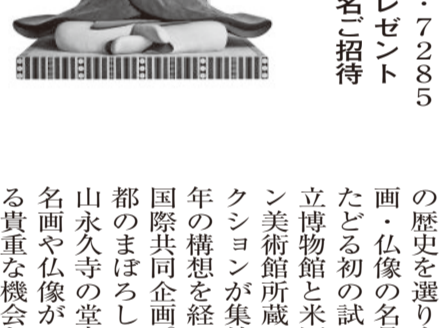 ・7285
レゼント
名ご招待
の歴史を選り
画・仏像の名
たどる初の試
立博物館と米
ン美術館所蔵
クションが集
年の構想を経
国際共同企画
都のまぼろし
山永久寺の堂
名画や仏像が
る貴重な機会